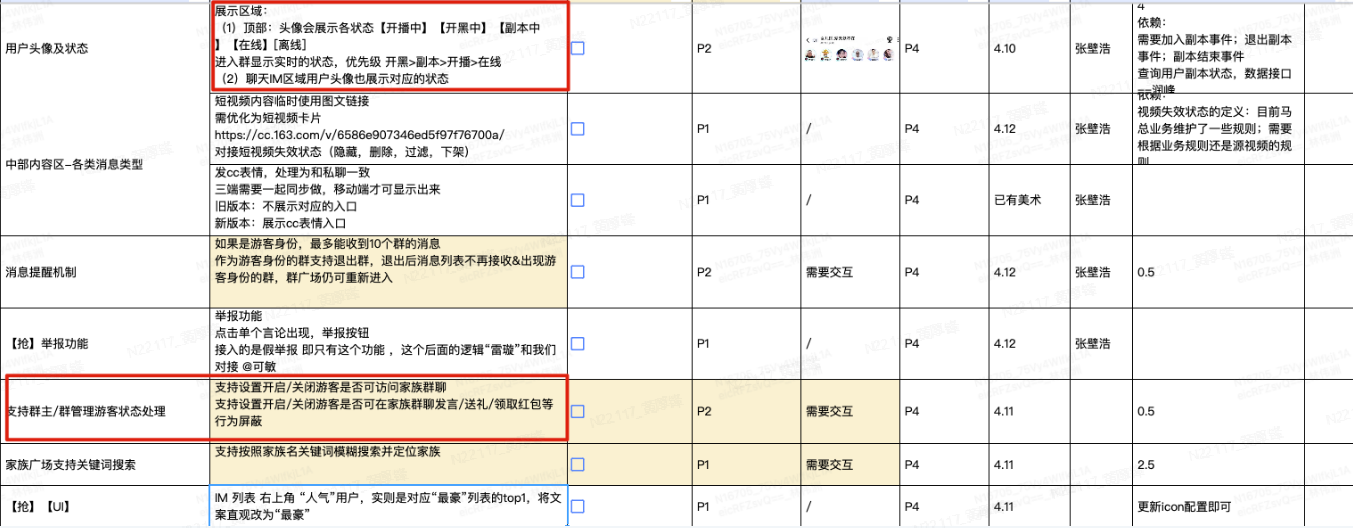 用户头像及状态
展示区域：
（1）顶部：头像会展示各状态【开播中】【开黑中】【副本中
】【在线】[离线]
进入群显示实时的状态，优先级 开黑>副本>开播>在线
（2）聊天IM区域用户头像也展示对应的状态
P2
P4
4.10
张壁浩
4
依赖：
需要加入副本事件；退出副本
事件；副本结束事件
查询用户副本状态，数据接口
==润峰
中部内容区-各类消息类型
短视频内容临时使用图文链接
需优化为短视频卡片
https://cc.163.com/v/6586e907346ed5f97f76700a/
对接短视频失效状态（隐藏，删除，过滤，下架）
P1
/
P4
4.12
张壁浩
依赖：
视频失效状态的定义：目前马
总业务维护了一些规则；需要
根据业务规则还是源视频的规
则
发cc表情，处理为和私聊一致
三端需要一起同步做，移动端才可显示出来
旧版本：不展示对应的入口
新版本：展示cc表情入口
P1
/
P4
已有美术
张壁浩
消息提醒机制
如果是游客身份，最多能收到10个群的消息
作为游客身份的群支持退出群，退出后消息列表不再接收&出现游
客身份的群，群广场仍可重新进入
P2
需要交互
P4
4.12
张壁浩
0.5
【抢】举报功能
举报功能
点击单个言论出现，举报按钮
接入的是假举报 即只有这个功能 ，这个后面的逻辑“雷璇”和我们
对接 @可敏
P1
/
P4
4.12
张壁浩
支持群主/群管理游客状态处理
支持设置开启/关闭游客是否可访问家族群聊
支持设置开启/关闭游客是否可在家族群聊发言/送礼/领取红包等
行为屏蔽
P2
需要交互
P4
4.11
0.5
家族广场支持关键词搜索
支持按照家族名关键词模糊搜索并定位家族
P1
需要交互
P4
4.11
2.5
【抢】【UI】
IM 列表 右上角 “人气”用户，实则是对应“最豪”列表的top1，将文
案直观改为“最豪”
P1
/
P4
4.11
更新icon配置即可